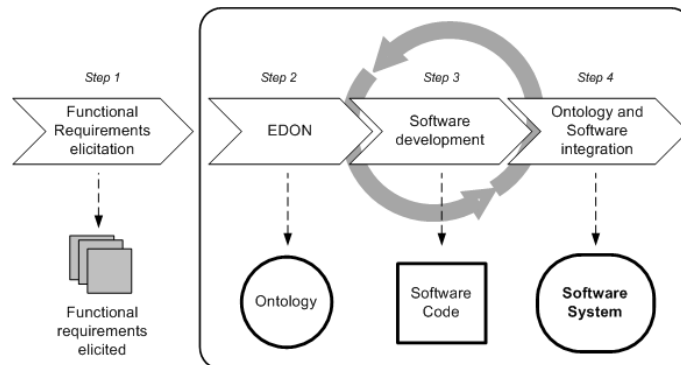 Step 1
Functional
Requirements
elicitation
Functional
requirements
elicited
Step 2
EDON
Ontology
Step 3
Software
development
Software
Code
Step 4
Ontology and
Software
integration
Software
System